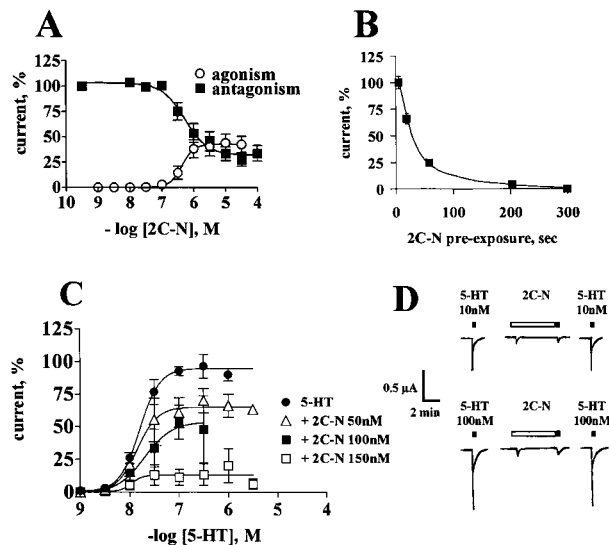 A
current, %
125
100
75
50
25
0
10 9 8 7 6 5 4
- log [2C-N], M
agonism
antagonism
B
current, %
125
100
75
50
25
0
0 100 200 300
2C-N pre-exposure, sec
C
current, %
125
100
75
50
25
0
9 8 7 6 5 4
-log [5-HT], M
5-HT
+ 2C-N 50nM
+ 2C-N 100nM
+ 2C-N 150nM
D
5-HT 2C-N 5-HT
10nM 10nM
0.5 µA
2 min
5-HT 2C-N 5-HT
100nM 100nM